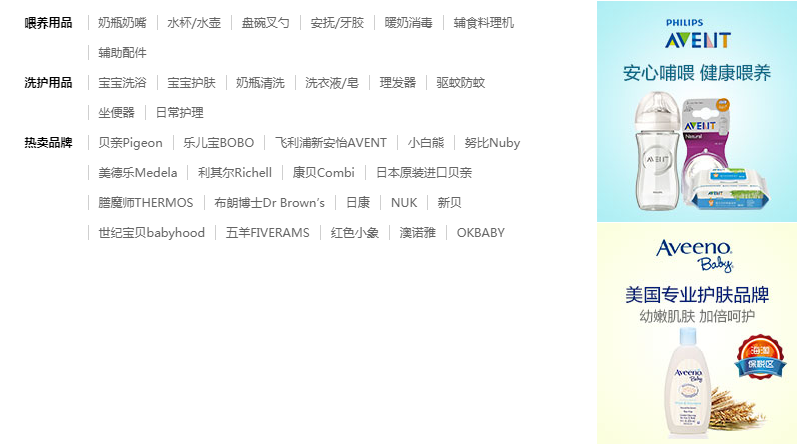 喂养用品 奶瓶奶嘴 水杯/水壶 盘碗叉勺 安抚/牙胶 暖奶消毒 辅食料理机
辅助配件
洗护用品 宝宝洗浴 宝宝护肤 奶瓶清洗 洗衣液/皂 理发器 驱蚊防蚊
坐便器 日常护理
热卖品牌 贝亲Pigeon 乐儿宝BOBO 飞利浦新安怡AVENT 小白熊 努比Nuby
美德乐Medela 利其尔Richell 康贝Combi 日本原装进口贝亲
膳魔师THERMOS 布朗博士Dr Brown's 日康 NUK 新贝
世纪宝贝babyhood 五羊FIVERAMS 红色小象 澳诺雅 OKBABY
PHILIPS
AVENT
安心哺喂 健康喂养
AVENT
AVENT
Natural
AVENT
Aveeno
Baby
美国专业护肤品牌
幼嫩肌肤 加倍呵护
海淘
保税区
Aveeno
Baby